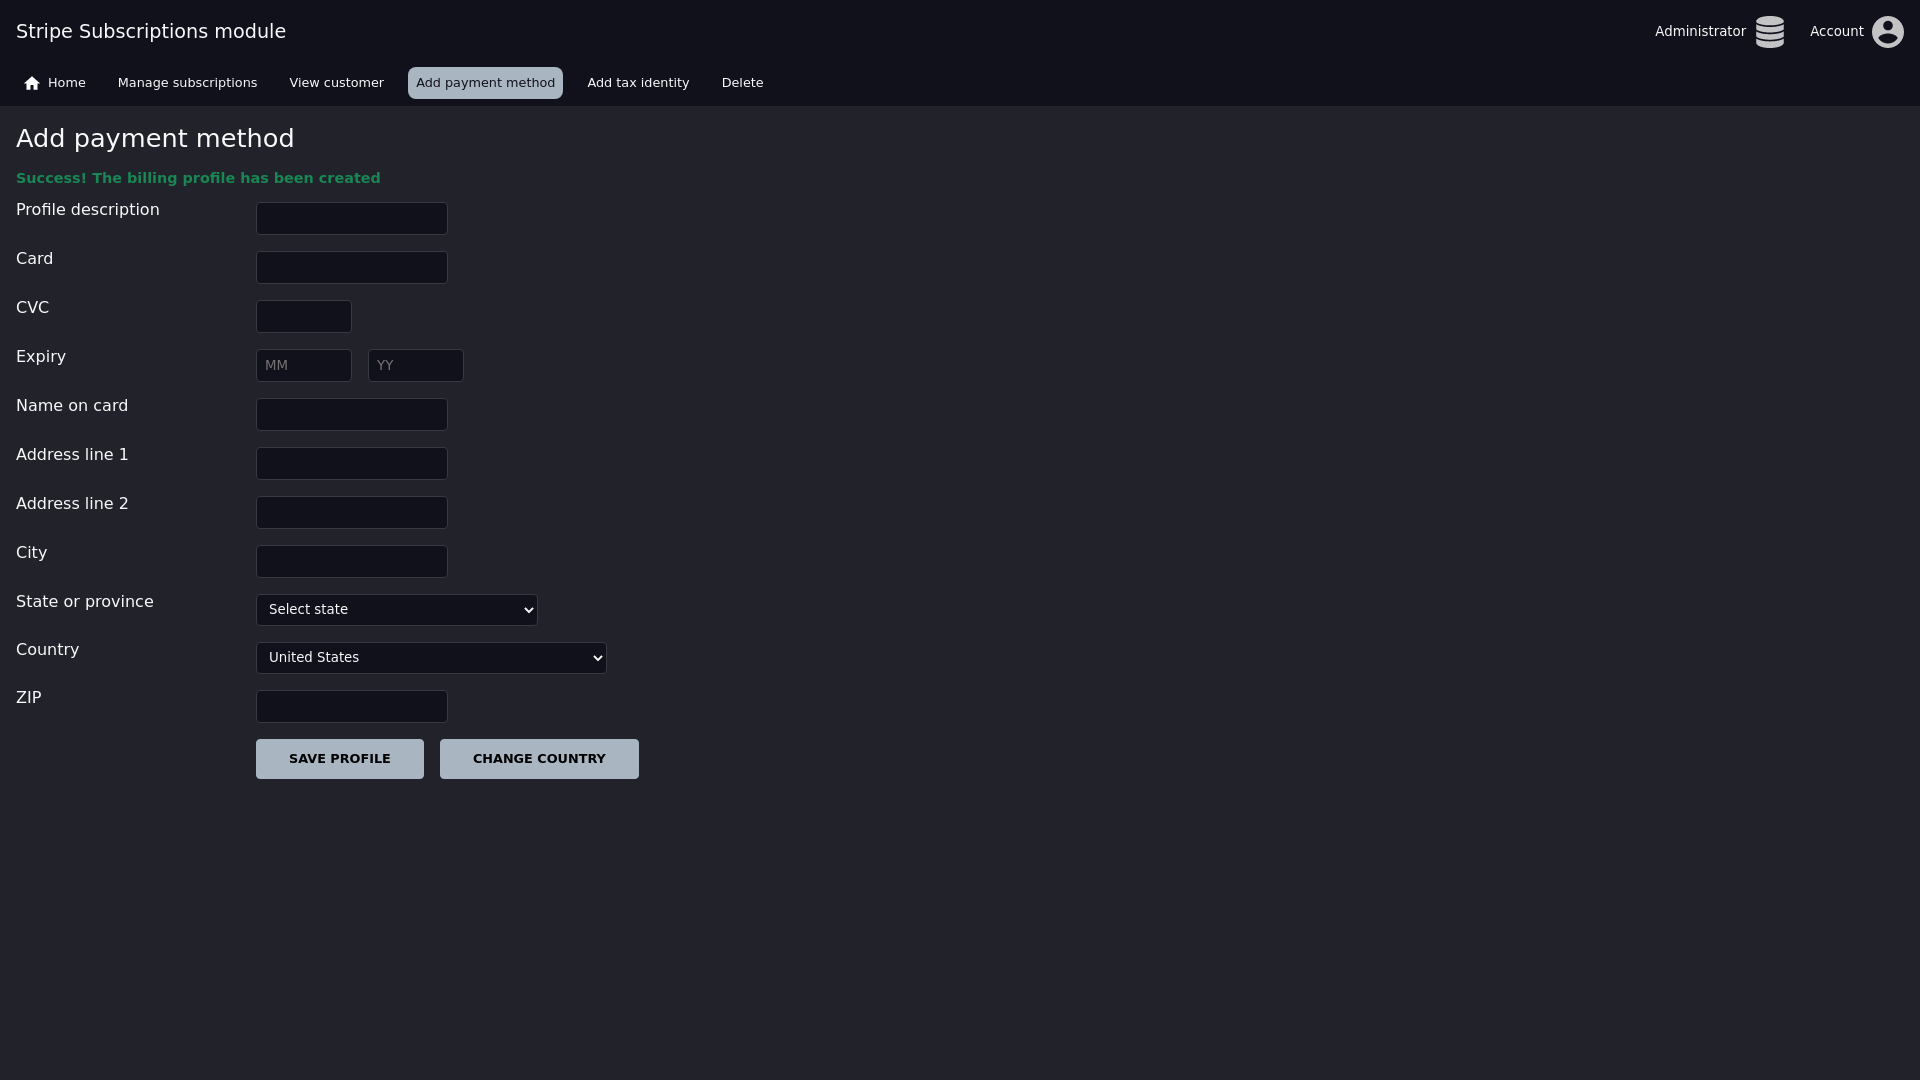 Stripe Subscriptions module
Administrator
Account
Home
Manage subscriptions
View customer
Add payment method
Add tax identity
Delete
Add payment method
Success! The billing profile has been created
Profile description
Card
CVC
Expiry
MM
YY
Name on card
Address line 1
Address line 2
City
State or province
Select state
Country
United States
ZIP
SAVE PROFILE
CHANGE COUNTRY